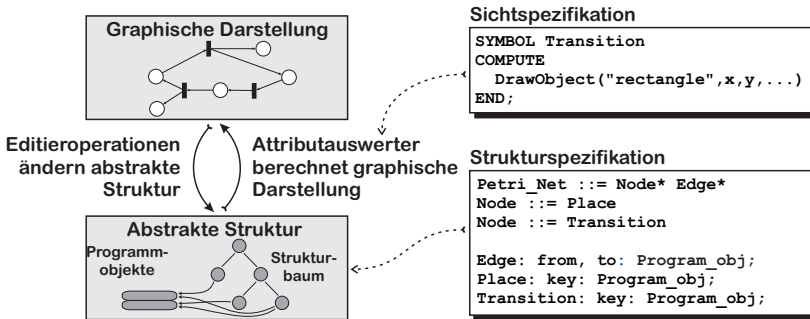 Graphische Darstellung
Editieroperationen
ändern abstrakte
Struktur
Attributauswerter
berechnet graphische
Darstellung
Abstrakte Struktur
Programm-
objekte
Struktur-
baum
Sichtspezifikation
SYMBOL Transition
COMPUTE
DrawObject("rectangle",x,y,...)
END;
Strukturspezifikation
Petri_Net ::= Node* Edge*
Node ::= Place
Node ::= Transition
Edge: from, to: Program_obj;
Place: key: Program_obj;
Transition: key: Program_obj;